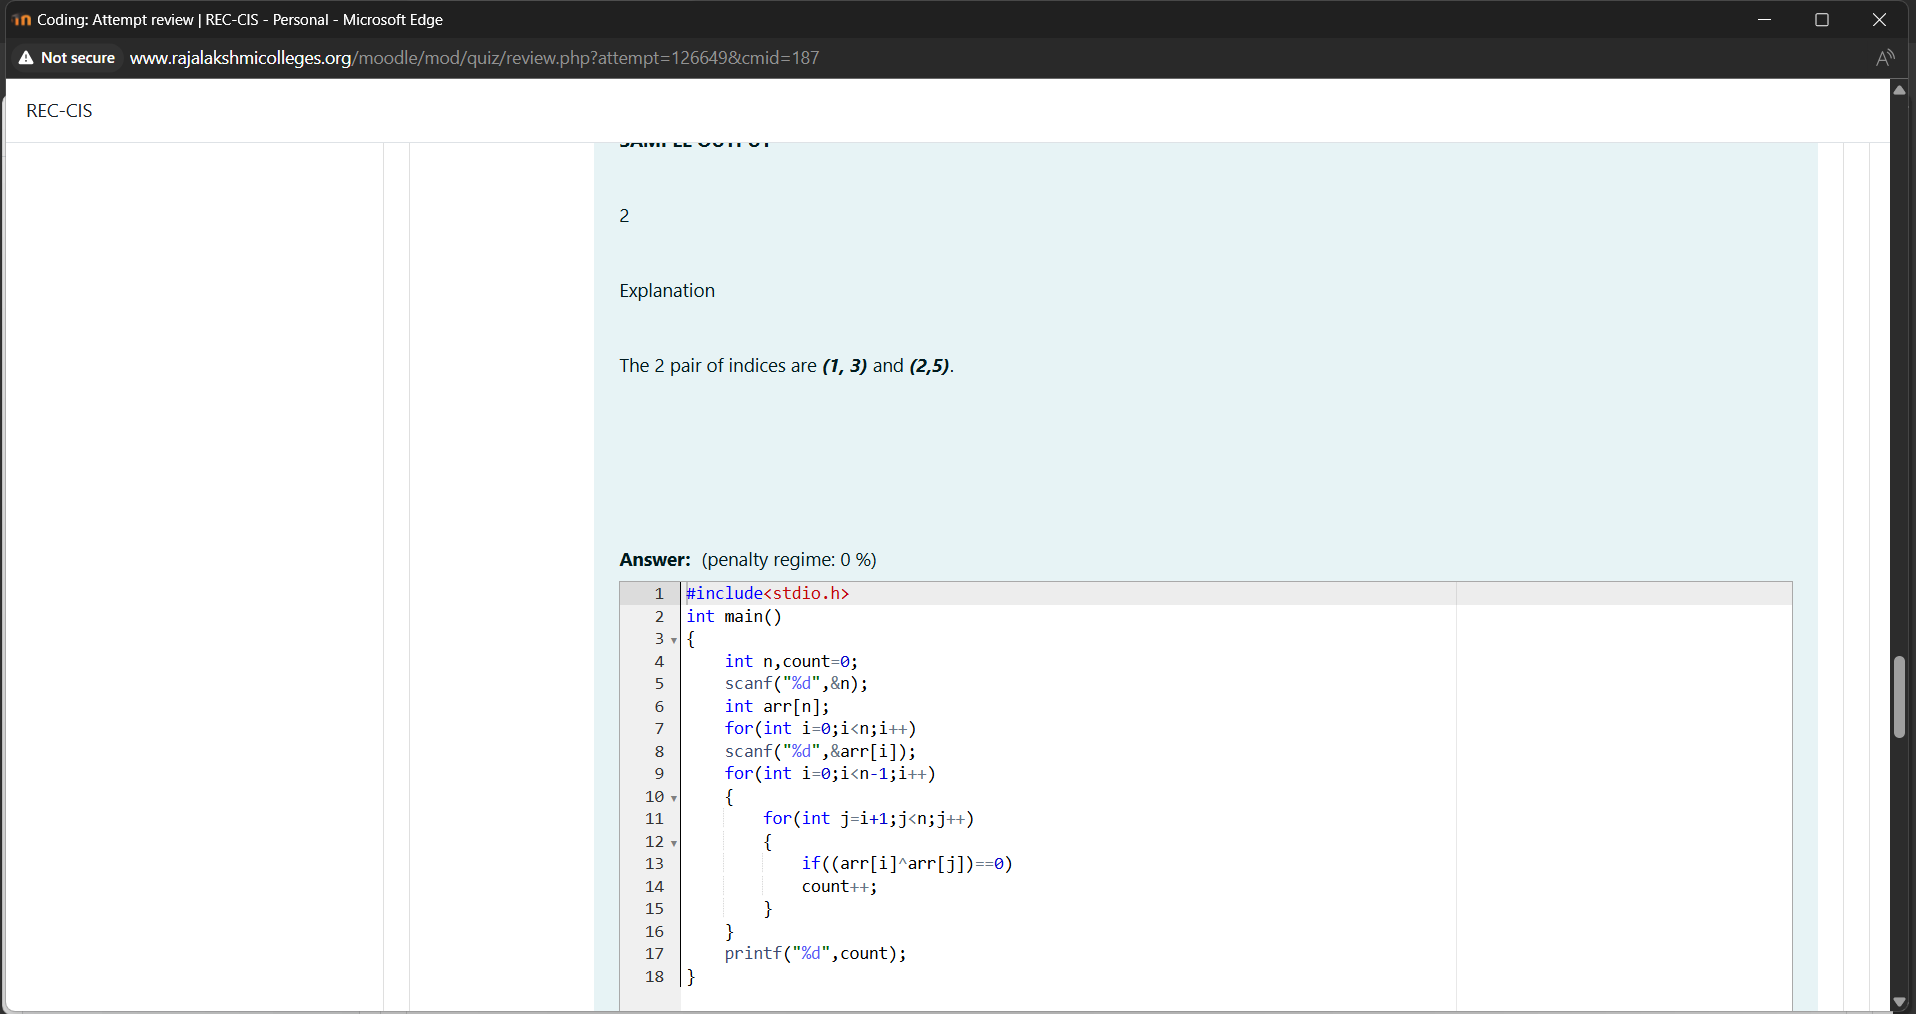 Coding: Attempt review | REC-CIS - Personal - Microsoft Edge
Not secure www.rajalakshmicolleges.org/moodle/mod/quiz/review.php?attempt=126649&cmid=187
REC-CIS
SAMPLE OUTPUT
2
Explanation
The 2 pair of indices are (1, 3) and (2,5).
Answer: (penalty regime: 0 %)
1 #include<stdio.h>
2 int main()
3 {
4 int n,count=0;
5 scanf("%d",&n);
6 int arr[n];
7 for(int i=0;i<n;i++)
8 scanf("%d",&arr[i]);
9 for(int i=0;i<n-1;i++)
10 {
11 for(int j=i+1;j<n;j++)
12 {
13 if((arr[i]^arr[j])==0)
14 count++;
15 }
16 }
17 printf("%d",count);
18 }